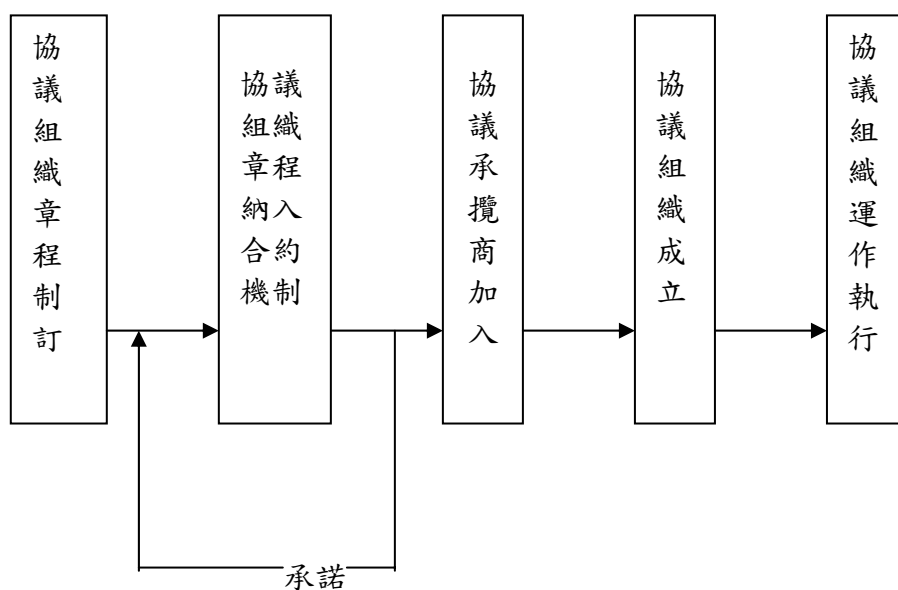 協議組織章程制訂
協議組織章程納入合約機制
協議承攬商加入
協議組織成立
協議組織運作執行
承諾